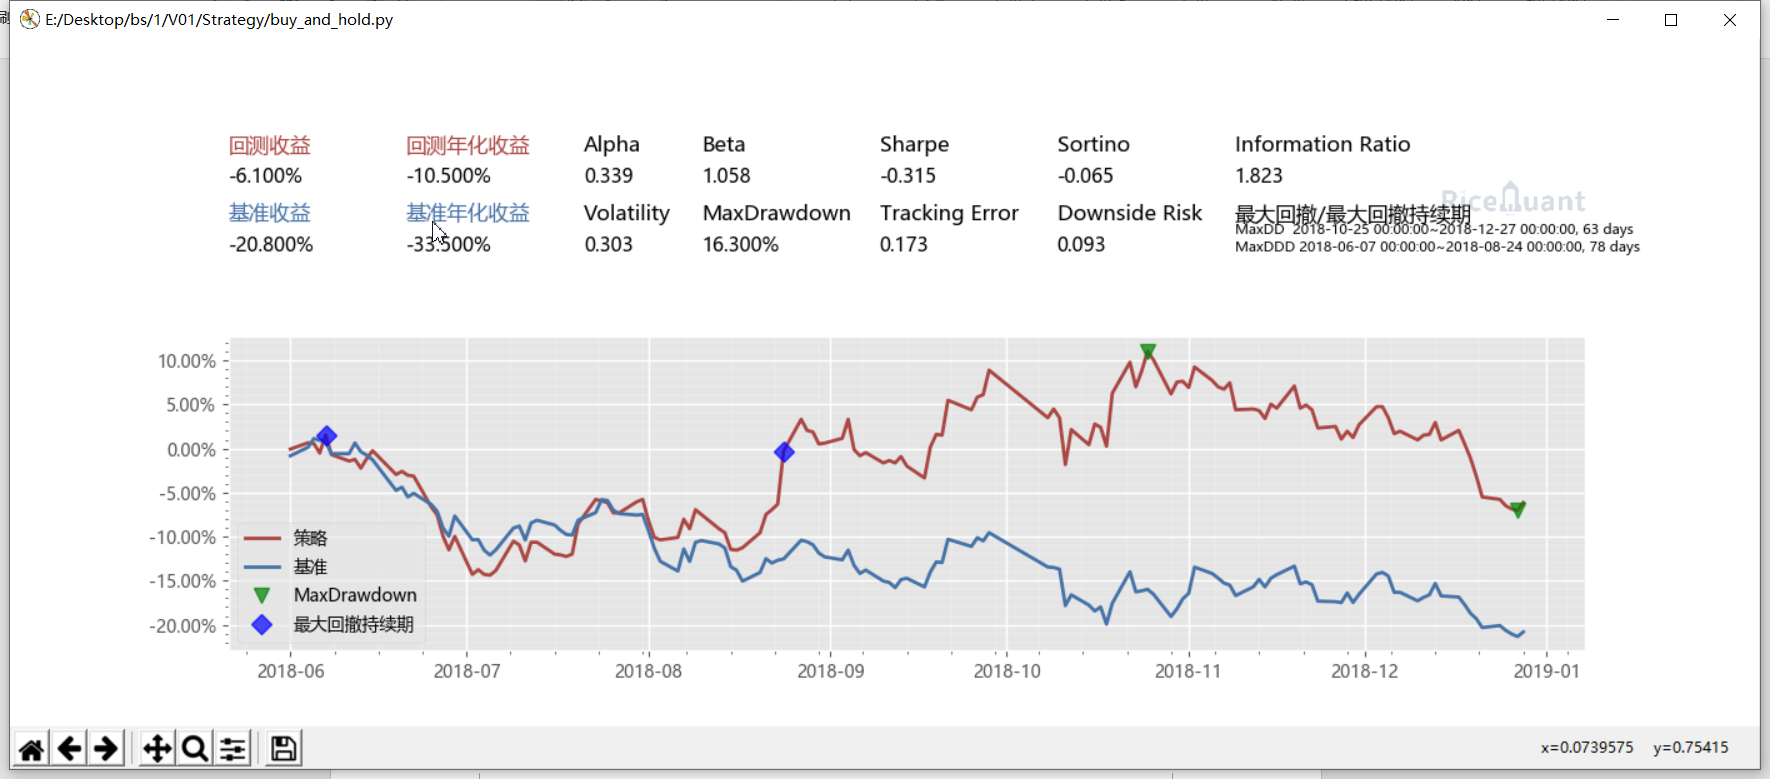 E:/Desktop/bs/1/V01/Strategy/buy_and_hold.py
回测收益 回测年化收益 Alpha Beta Sharpe Sortino Information Ratio
-6.100% -10.500% 0.339 1.058 -0.315 -0.065 1.823
RiceQuant
基准收益 基准年化收益 Volatility MaxDrawdown Tracking Error Downside Risk 最大回撤/最大回撤持续期
MaxDD 2018-10-25 00:00:00~2018-12-27 00:00:00, 63 days
-20.800% -33.500% 0.303 16.300% 0.173 0.093 MaxDDD 2018-06-07 00:00:00~2018-08-24 00:00:00, 78 days
10.00%
5.00%
0.00%
-5.00%
-10.00%
-15.00%
-20.00%
策略
基准
MaxDrawdown
最大回撤持续期
2018-06 2018-07 2018-08 2018-09 2018-10 2018-11 2018-12 2019-01
x=0.0739575 y=0.75415